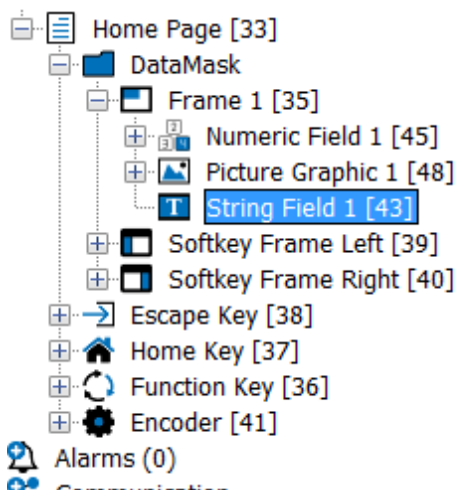 Home Page [33]
DataMask
Frame 1 [35]
Numeric Field 1 [45]
Picture Graphic 1 [48]
String Field 1 [43]
Softkey Frame Left [39]
Softkey Frame Right [40]
Escape Key [38]
Home Key [37]
Function Key [36]
Encoder [41]
Alarms (0)
Communication